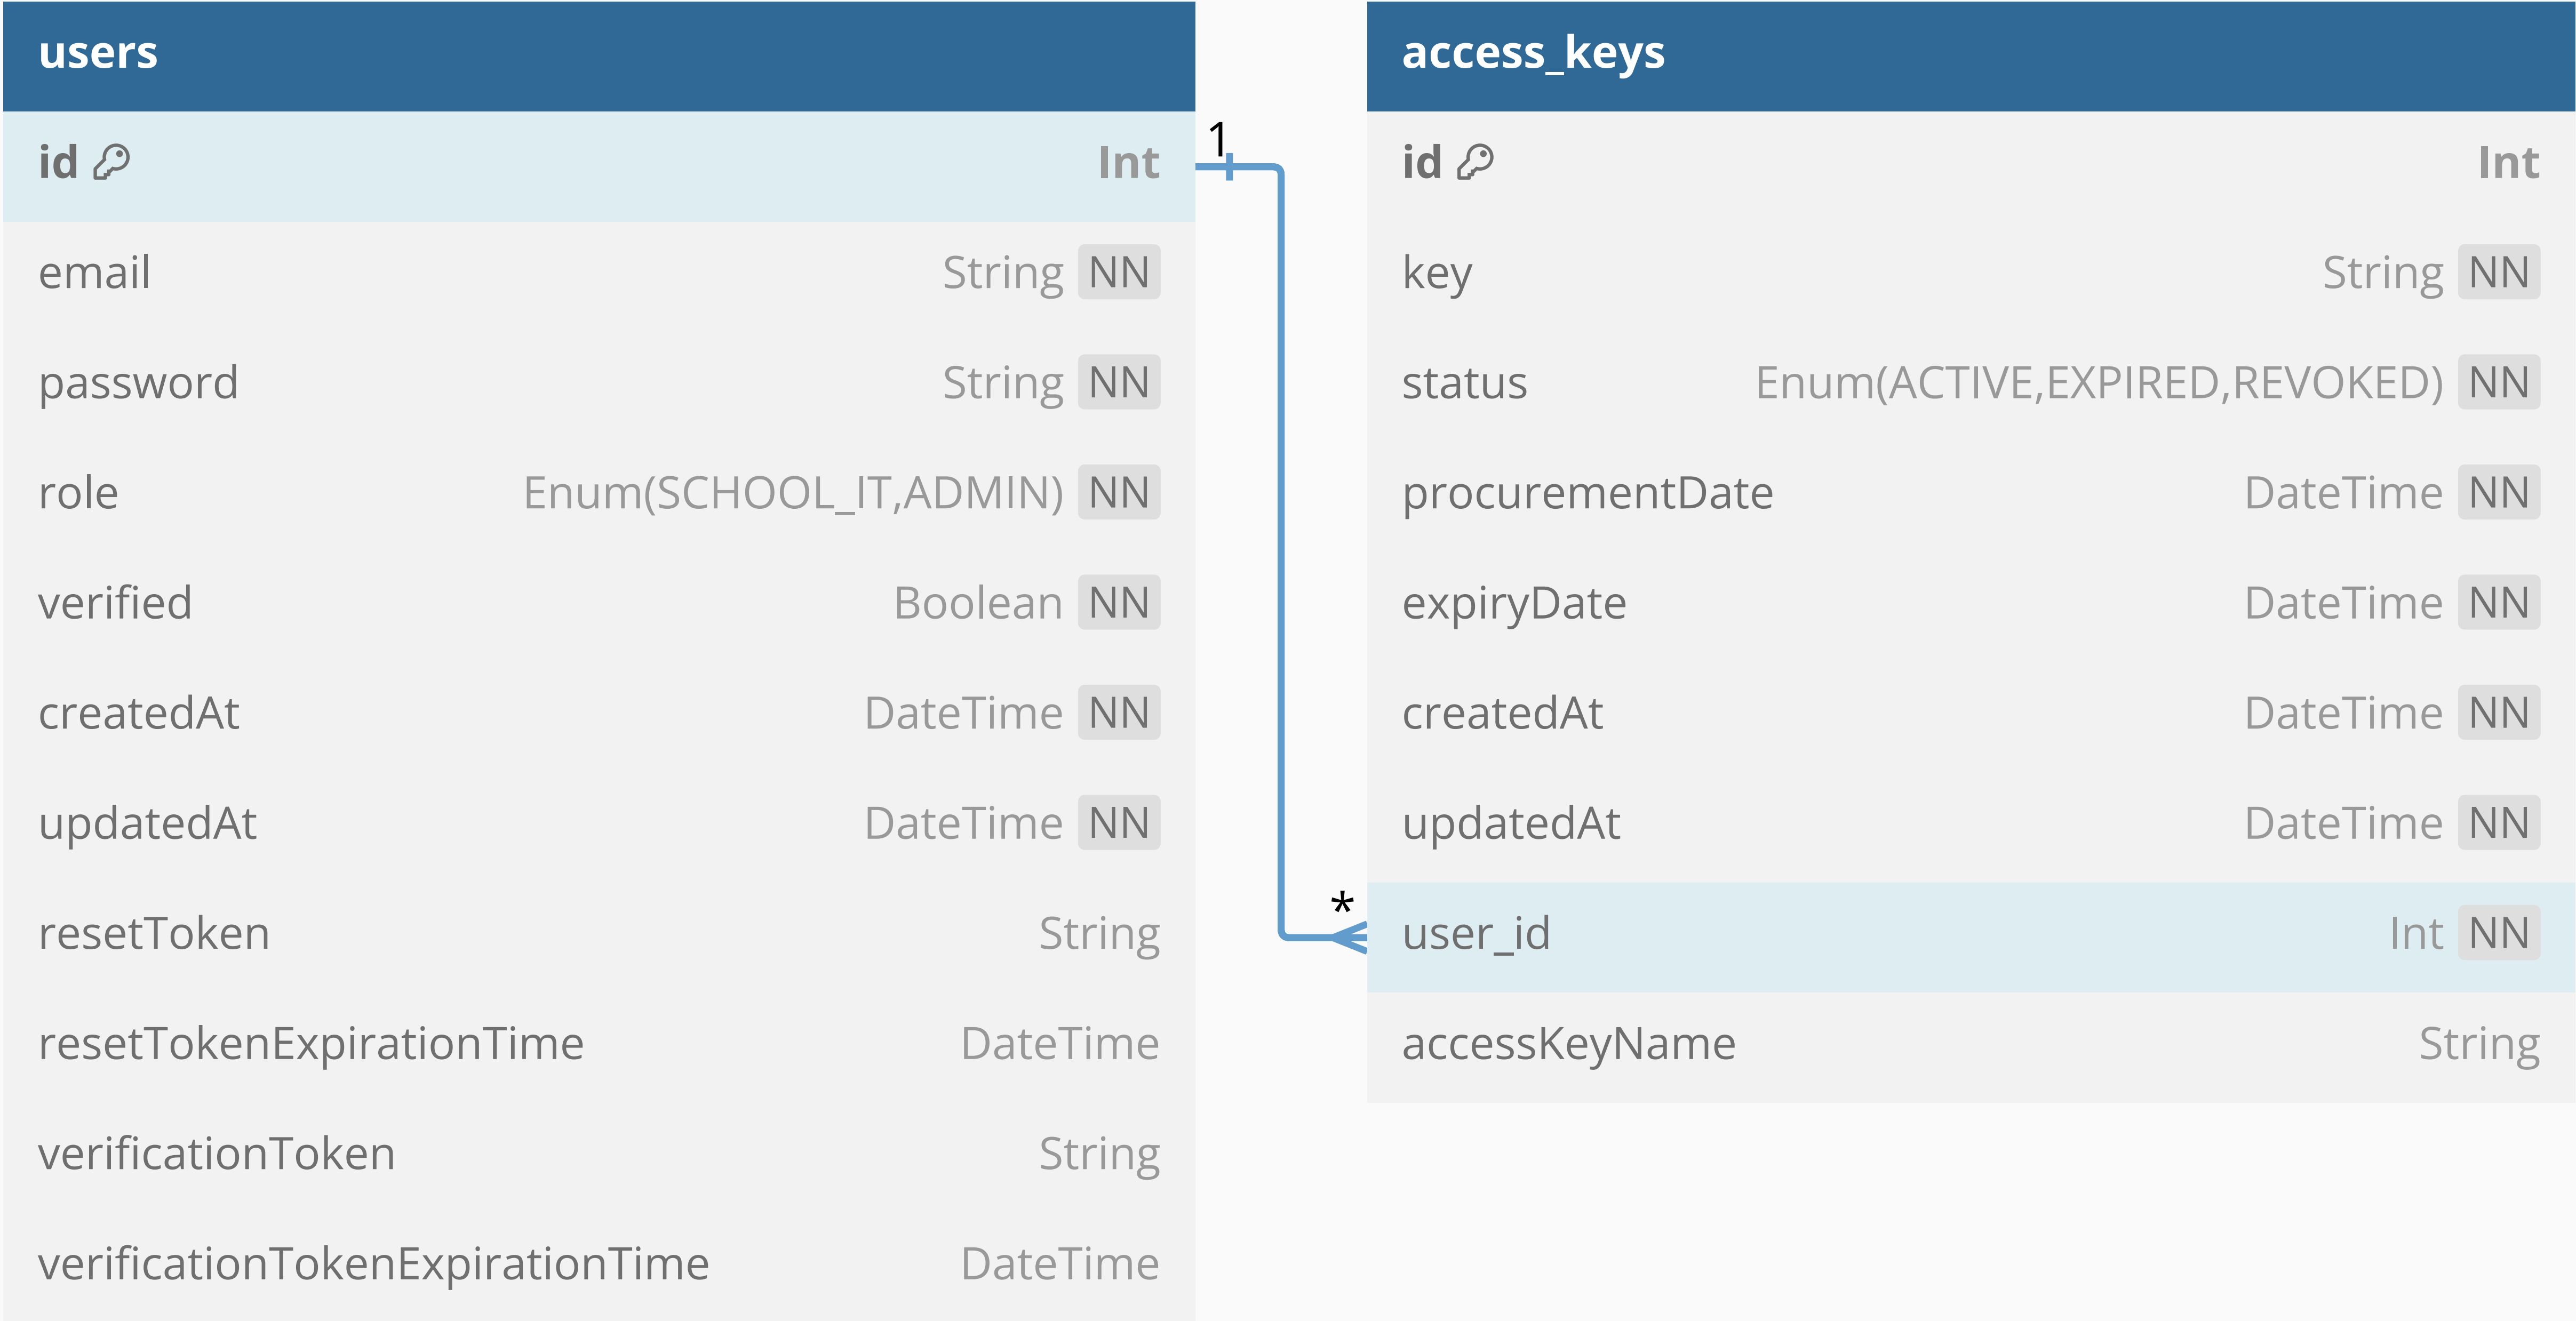 users
id Int
email String NN
password String NN
role Enum(SCHOOL_IT,ADMIN) NN
verified Boolean NN
createdAt DateTime NN
updatedAt DateTime NN
resetToken String
resetTokenExpirationTime DateTime
verificationToken String
verificationTokenExpirationTime DateTime
1
*
access_keys
id Int
key String NN
status Enum(ACTIVE,EXPIRED,REVOKED) NN
procurementDate DateTime NN
expiryDate DateTime NN
createdAt DateTime NN
updatedAt DateTime NN
user_id Int NN
accessKeyName String